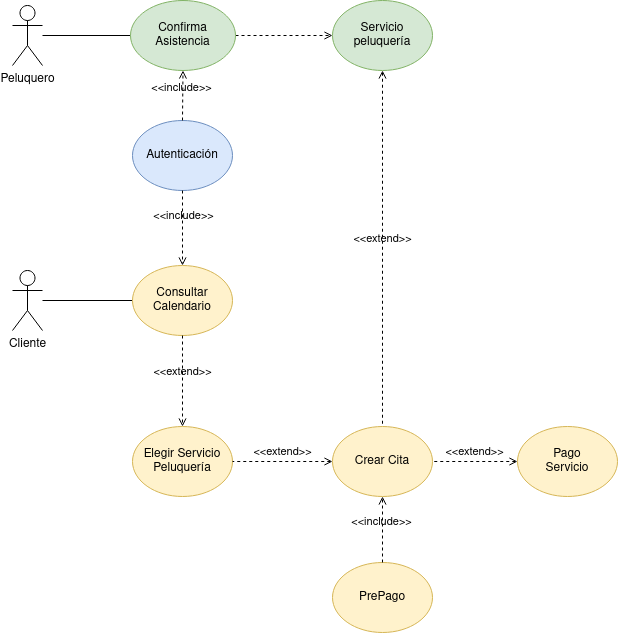 Confirma
Asistencia
Servicio
peluquería
Peluquero
<<include>>
Autenticación
<<include>>
Consultar
Calendario
Cliente
<<extend>>
<<extend>>
Elegir Servicio
Peluquería
<<extend>>
Crear Cita
<<extend>>
Pago
Servicio
<<include>>
PrePago